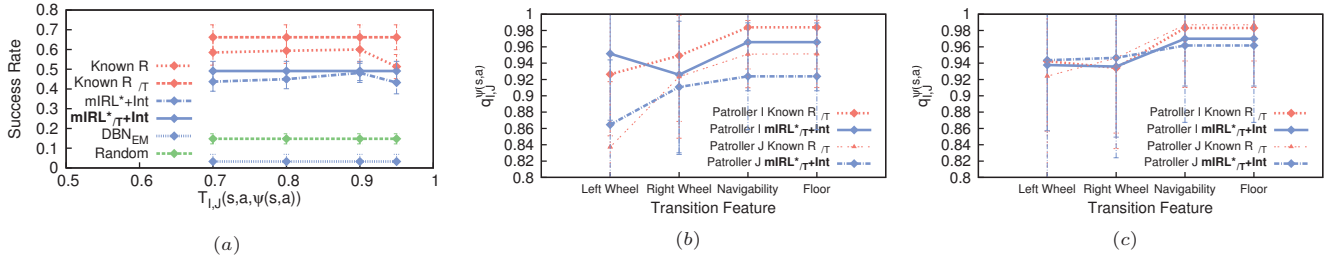 0.8
0.7
0.6
0.5
0.4
0.3
0.2
0.1
0
Success Rate
Known R
Known R /T
mIRL*+Int
mIRL*/T+Int
DBNEM
Random
0.5 0.6 0.7 0.8 0.9 1
TI,J(s,a,ψ(s,a))
(a)
1
0.98
0.96
0.94
0.92
0.9
0.88
0.86
0.84
0.82
0.8
qI,Jψ(s,a)
Patroller I Known R /T
Patroller I mIRL*/T+Int
Patroller J Known R /T
Patroller J mIRL*/T+Int
Left Wheel Right Wheel Navigability Floor
Transition Feature
(b)
1
0.98
0.96
0.94
0.92
0.9
0.88
0.86
0.84
0.82
0.8
qI,Jψ(s,a)
Patroller I Known R /T
Patroller I mIRL*/T+Int
Patroller J Known R /T
Patroller J mIRL*/T+Int
Left Wheel Right Wheel Navigability Floor
Transition Feature
(c)